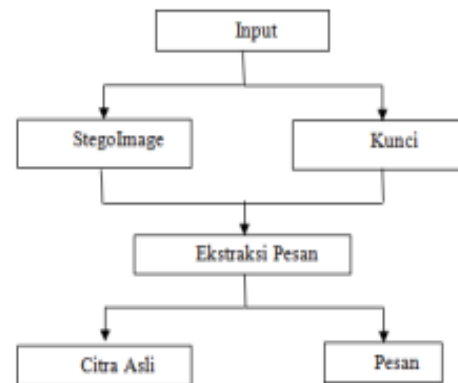 Input
StegoImage
Kunci
Ekstraksi Pesan
Citra Asli
Pesan